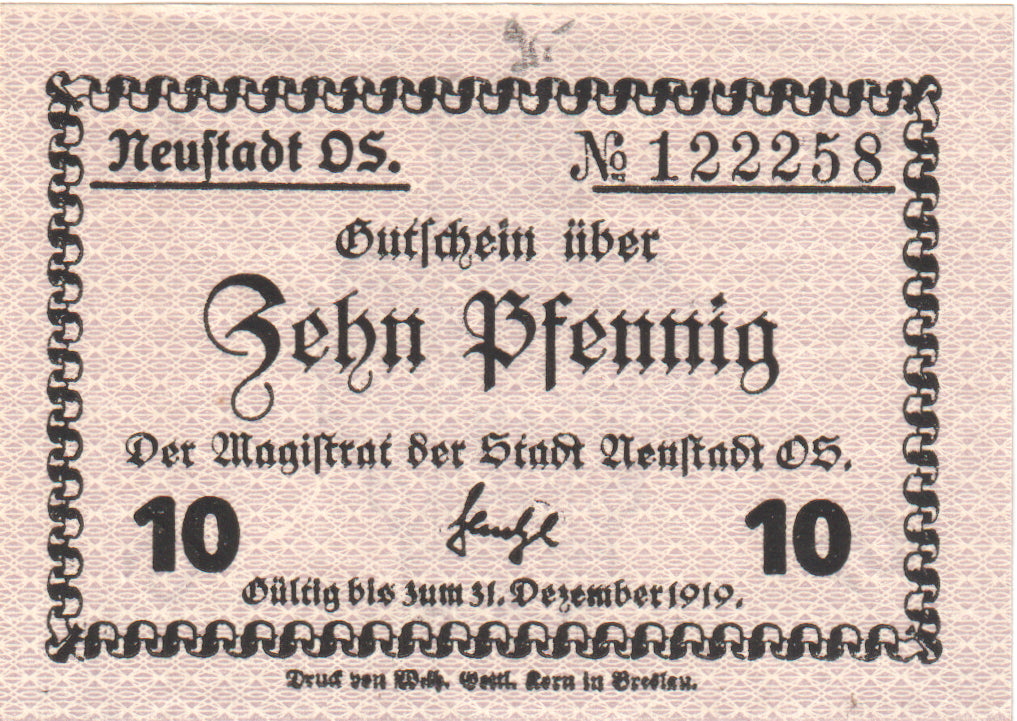 Neustadt OS. № 122258
Gutschein über
Zehn Pfennig
Der Magistrat der Stadt Neustadt OS.
10 10
Gültig bis zum 31. Dezember 1919.
Druck von Wilh. Gottl. Korn in Breslau.